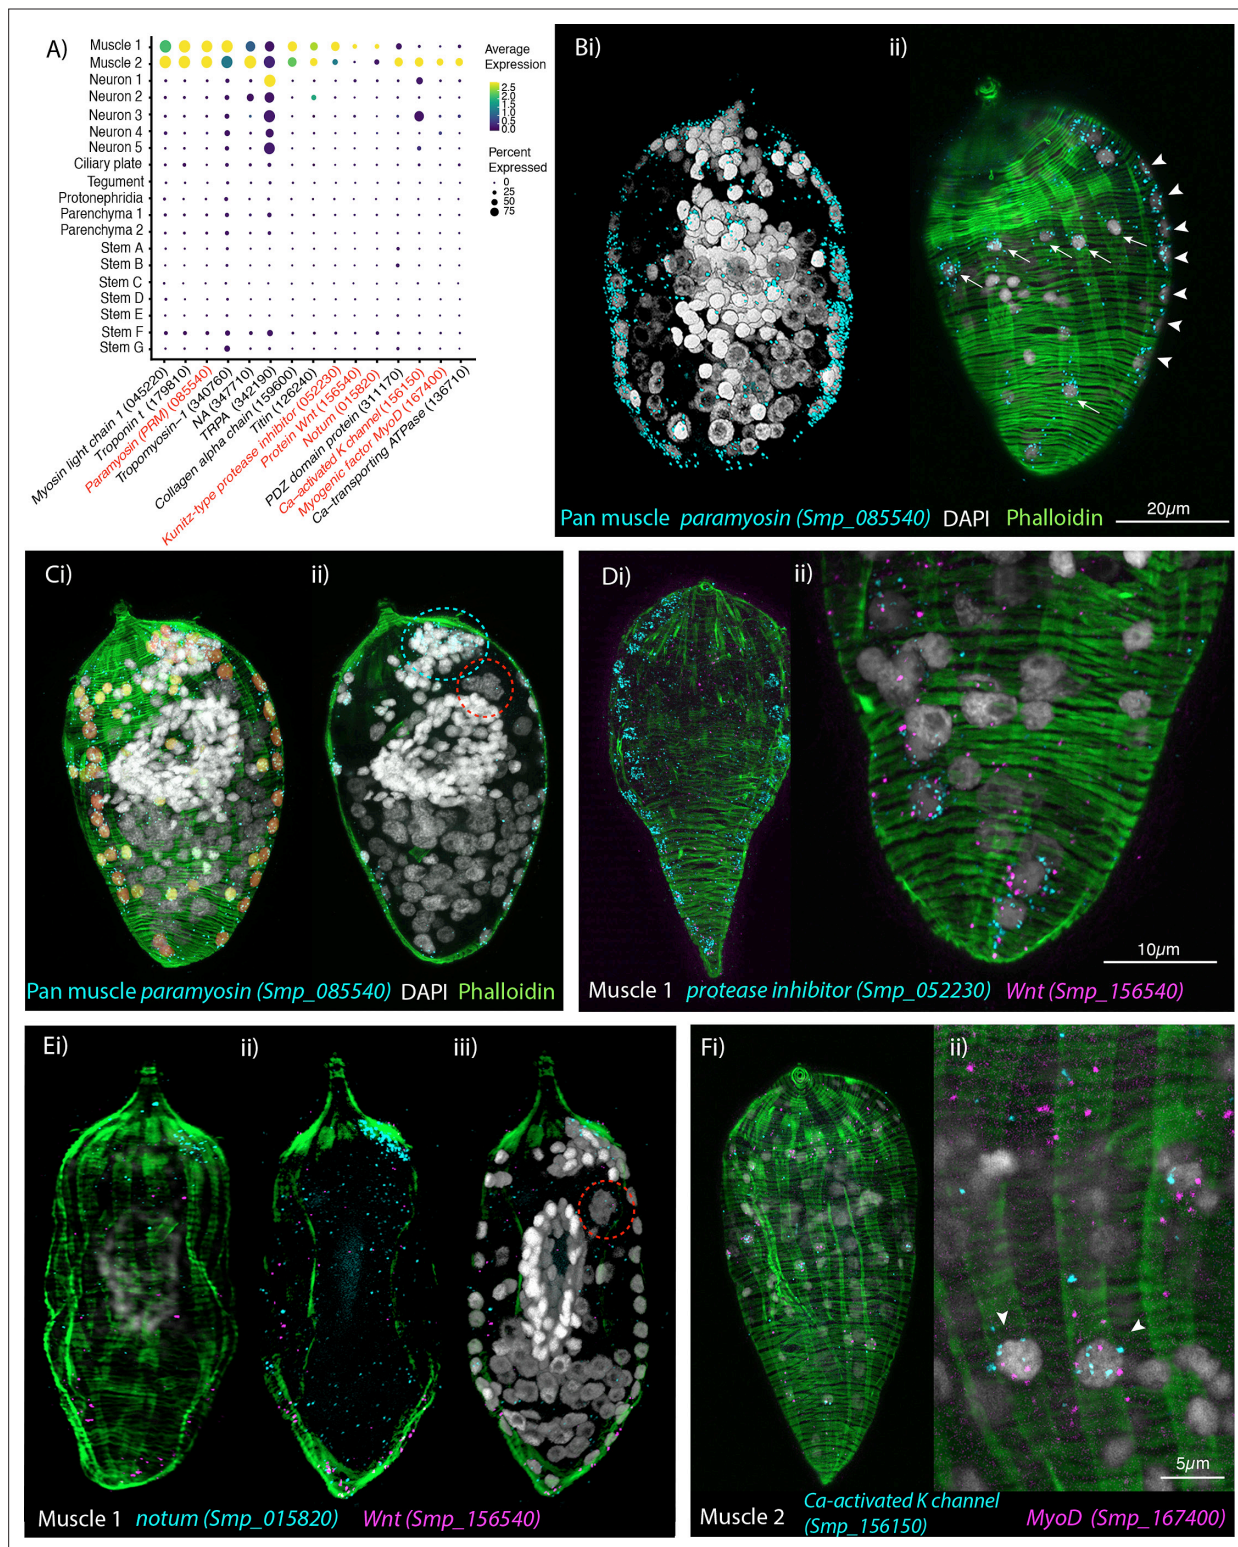 A)
Muscle 1
Muscle 2
Neuron 1
Neuron 2
Neuron 3
Neuron 4
Neuron 5
Ciliary plate
Tegument
Protonephridia
Parenchyma 1
Parenchyma 2
Stem A
Stem B
Stem C
Stem D
Stem E
Stem F
Stem G
Average
Expression
2.5
2.0
1.5
1.0
0.5
0.0
Percent
Expressed
0
25
50
75
Myosin light chain 1 (045220)
Troponin t (179810)
Paramyosin (PRM) (085540)
Tropomyosin-1 (340760)
NA (347710)
TRPA (342190)
Collagen alpha chain (159600)
Titin (126240)
Kunitz-type protease inhibitor (052230)
Protein Wnt (156540)
Notum (015820)
PDZ domain protein (311170)
Ca-activated K channel (156150)
Myogenic factor MyoD (167400)
Ca-transporting ATPase (136710)
Bi)
ii)
Pan muscle paramyosin (Smp_085540) DAPI Phalloidin
20µm
Ci)
ii)
Pan muscle paramyosin (Smp_085540) DAPI Phalloidin
Di)
ii)
10µm
Muscle 1 protease inhibitor (Smp_052230) Wnt (Smp_156540)
Ei)
ii)
iii)
Muscle 1 notum (Smp_015820) Wnt (Smp_156540)
Fi)
ii)
5µm
Muscle 2 Ca-activated K channel
(Smp_156150)
MyoD (Smp_167400)